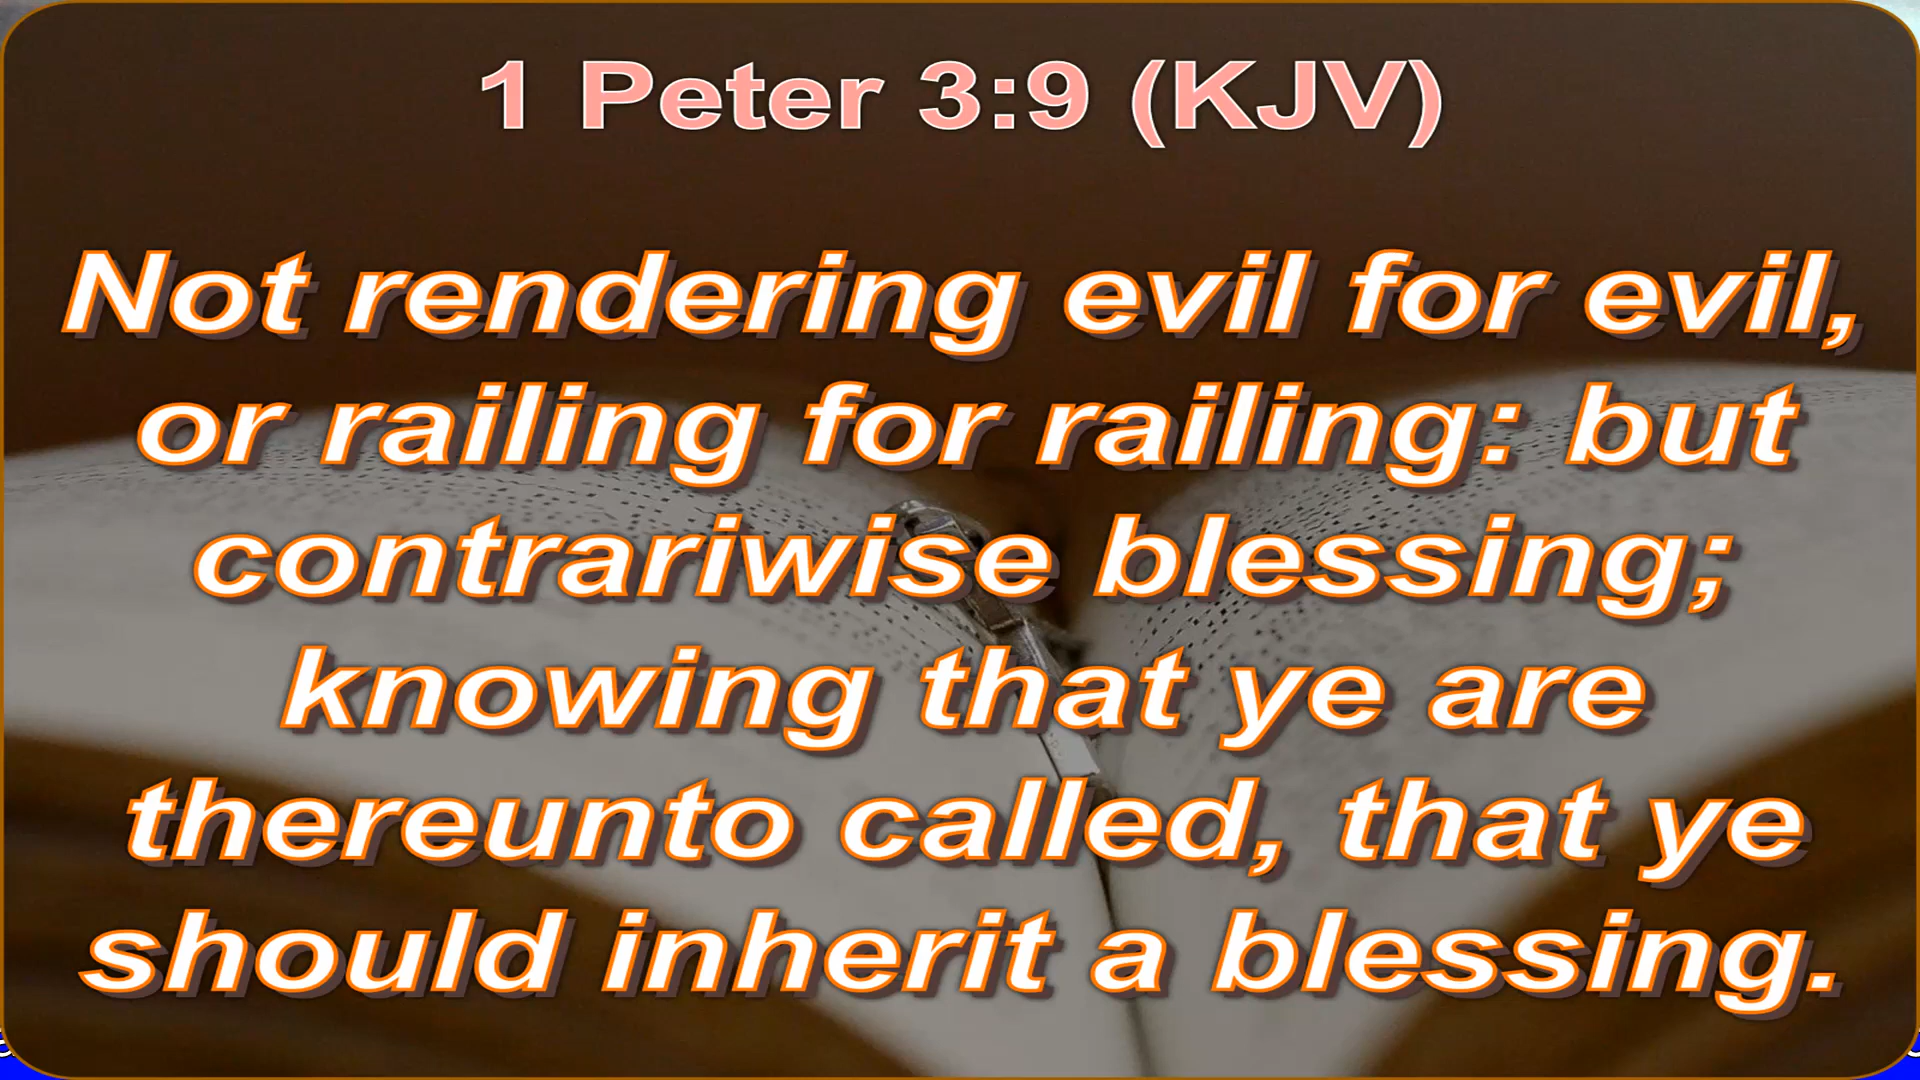 1 Peter 3:9 (KJV)
Not rendering evil for evil,
or railing for railing: but
contrariwise blessing;
knowing that ye are
thereunto called, that ye
should inherit a blessing.